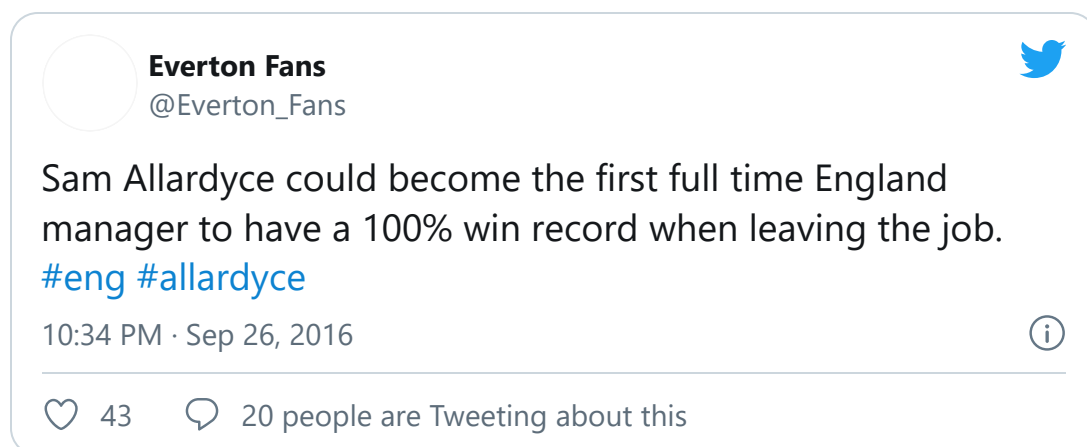 Everton Fans
@Everton_Fans
Sam Allardyce could become the first full time England
manager to have a 100% win record when leaving the job.
#eng #allardyce
10:34 PM · Sep 26, 2016
43 20 people are Tweeting about this